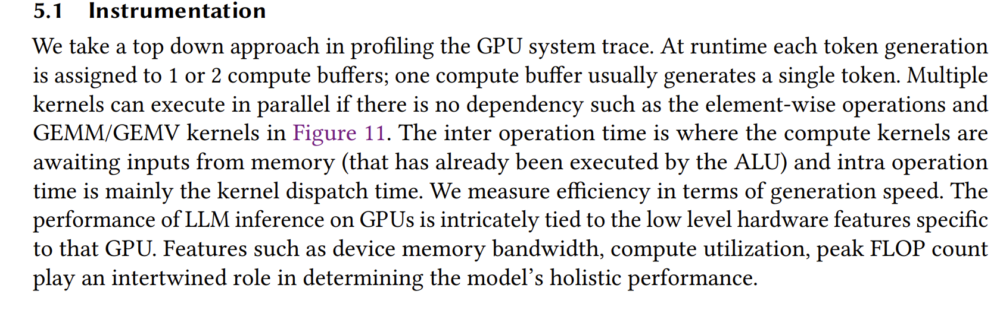 5.1 Instrumentation
We take a top down approach in profiling the GPU system trace. At runtime each token generation
is assigned to 1 or 2 compute buffers; one compute buffer usually generates a single token. Multiple
kernels can execute in parallel if there is no dependency such as the element-wise operations and
GEMM/GEMV kernels in Figure 11. The inter operation time is where the compute kernels are
awaiting inputs from memory (that has already been executed by the ALU) and intra operation
time is mainly the kernel dispatch time. We measure efficiency in terms of generation speed. The
performance of LLM inference on GPUs is intricately tied to the low level hardware features specific
to that GPU. Features such as device memory bandwidth, compute utilization, peak FLOP count
play an intertwined role in determining the model’s holistic performance.